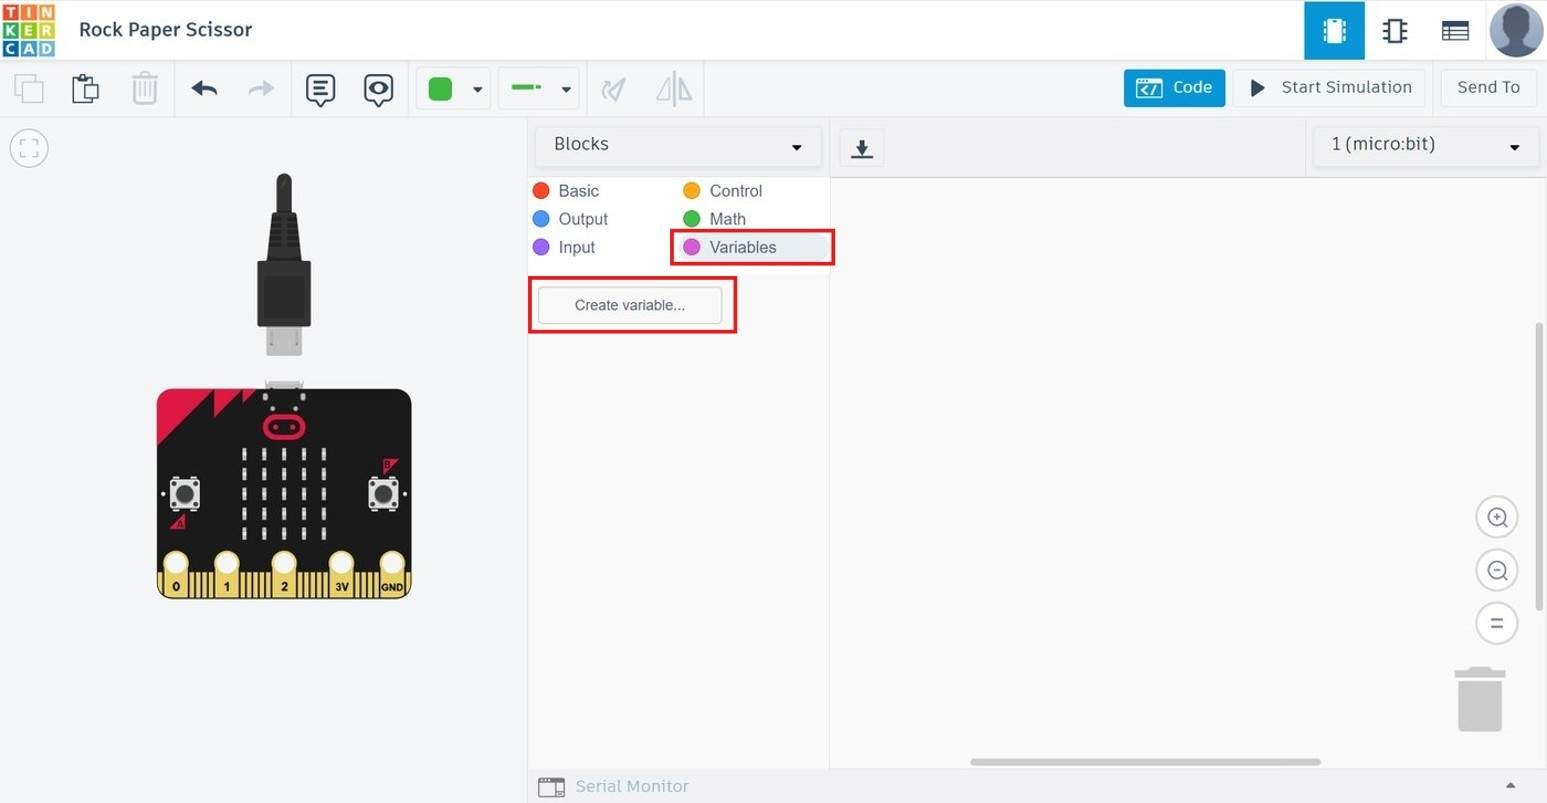 TIN
KER
CAD
Rock Paper Scissor
Code
Start Simulation
Send To
Blocks
1 (micro:bit)
Basic
Control
Output
Math
Input
Variables
Create variable...
B
A
0 1 2 3V GND
Serial Monitor